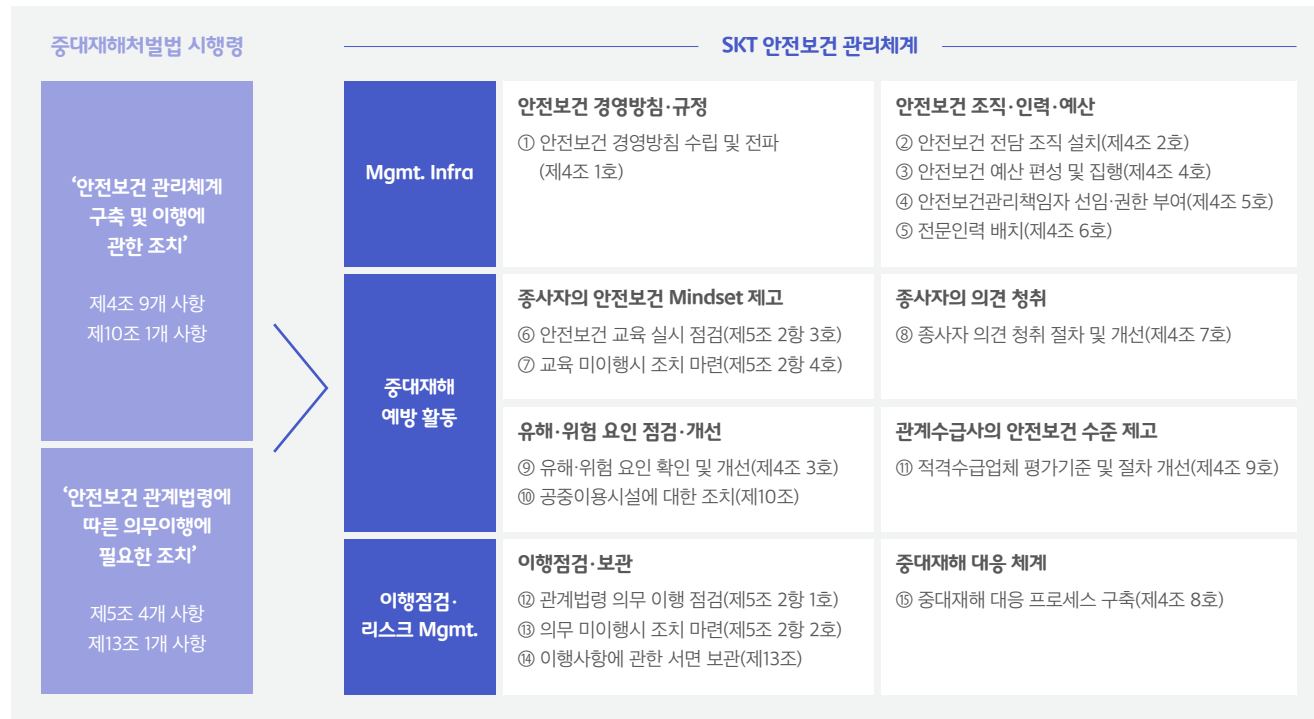 중대재해처벌법 시행령
SKT 안전보건 관리체계
‘안전보건 관리체계
구축 및 이행에
관한 조치’
제4조 9개 사항
제10조 1개 사항
‘안전보건 관계법령에
따른 의무이행에
필요한 조치’
제5조 4개 사항
제13조 1개 사항
Mgmt. Infra
안전보건 경영방침·규정
① 안전보건 경영방침 수립 및 전파
(제4조 1호)
안전보건 조직·인력·예산
② 안전보건 전담 조직 설치(제4조 2호)
③ 안전보건 예산 편성 및 집행(제4조 4호)
④ 안전보건관리책임자 선임·권한 부여(제4조 5호)
⑤ 전문인력 배치(제4조 6호)
중대재해
예방 활동
종사자의 안전보건 Mindset 제고
⑥ 안전보건 교육 실시 점검(제5조 2항 3호)
⑦ 교육 미이행시 조치 마련(제5조 2항 4호)
종사자의 의견 청취
⑧ 종사자 의견 청취 절차 및 개선(제4조 7호)
유해·위험 요인 점검·개선
⑨ 유해·위험 요인 확인 및 개선(제4조 3호)
⑩ 공중이용시설에 대한 조치(제10조)
관계수급사의 안전보건 수준 제고
⑪ 적격수급업체 평가기준 및 절차 개선(제4조 9호)
이행점검·
리스크 Mgmt.
이행점검·보관
⑫ 관계법령 의무 이행 점검(제5조 2항 1호)
⑬ 의무 미이행시 조치 마련(제5조 2항 2호)
⑭ 이행사항에 관한 서면 보관(제13조)
중대재해 대응 체계
⑮ 중대재해 대응 프로세스 구축(제4조 8호)